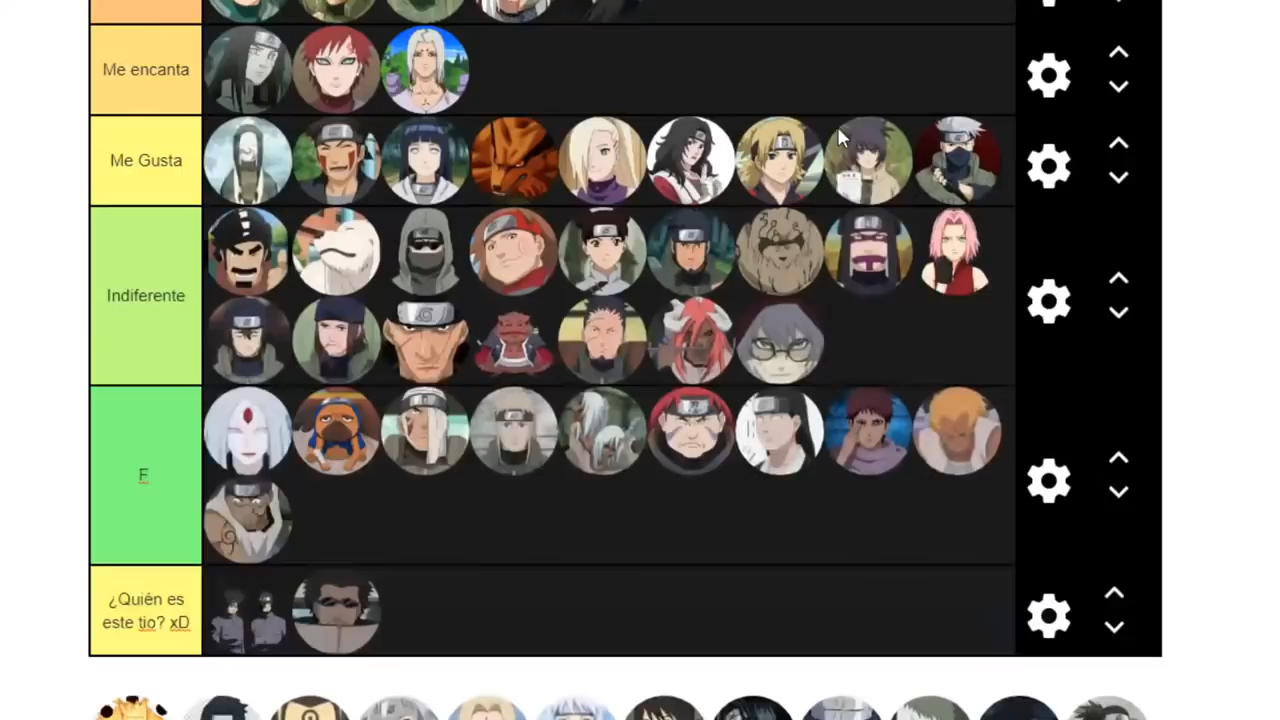 Me encanta
Me Gusta
Indiferente
F
¿Quién es
este tio? xD